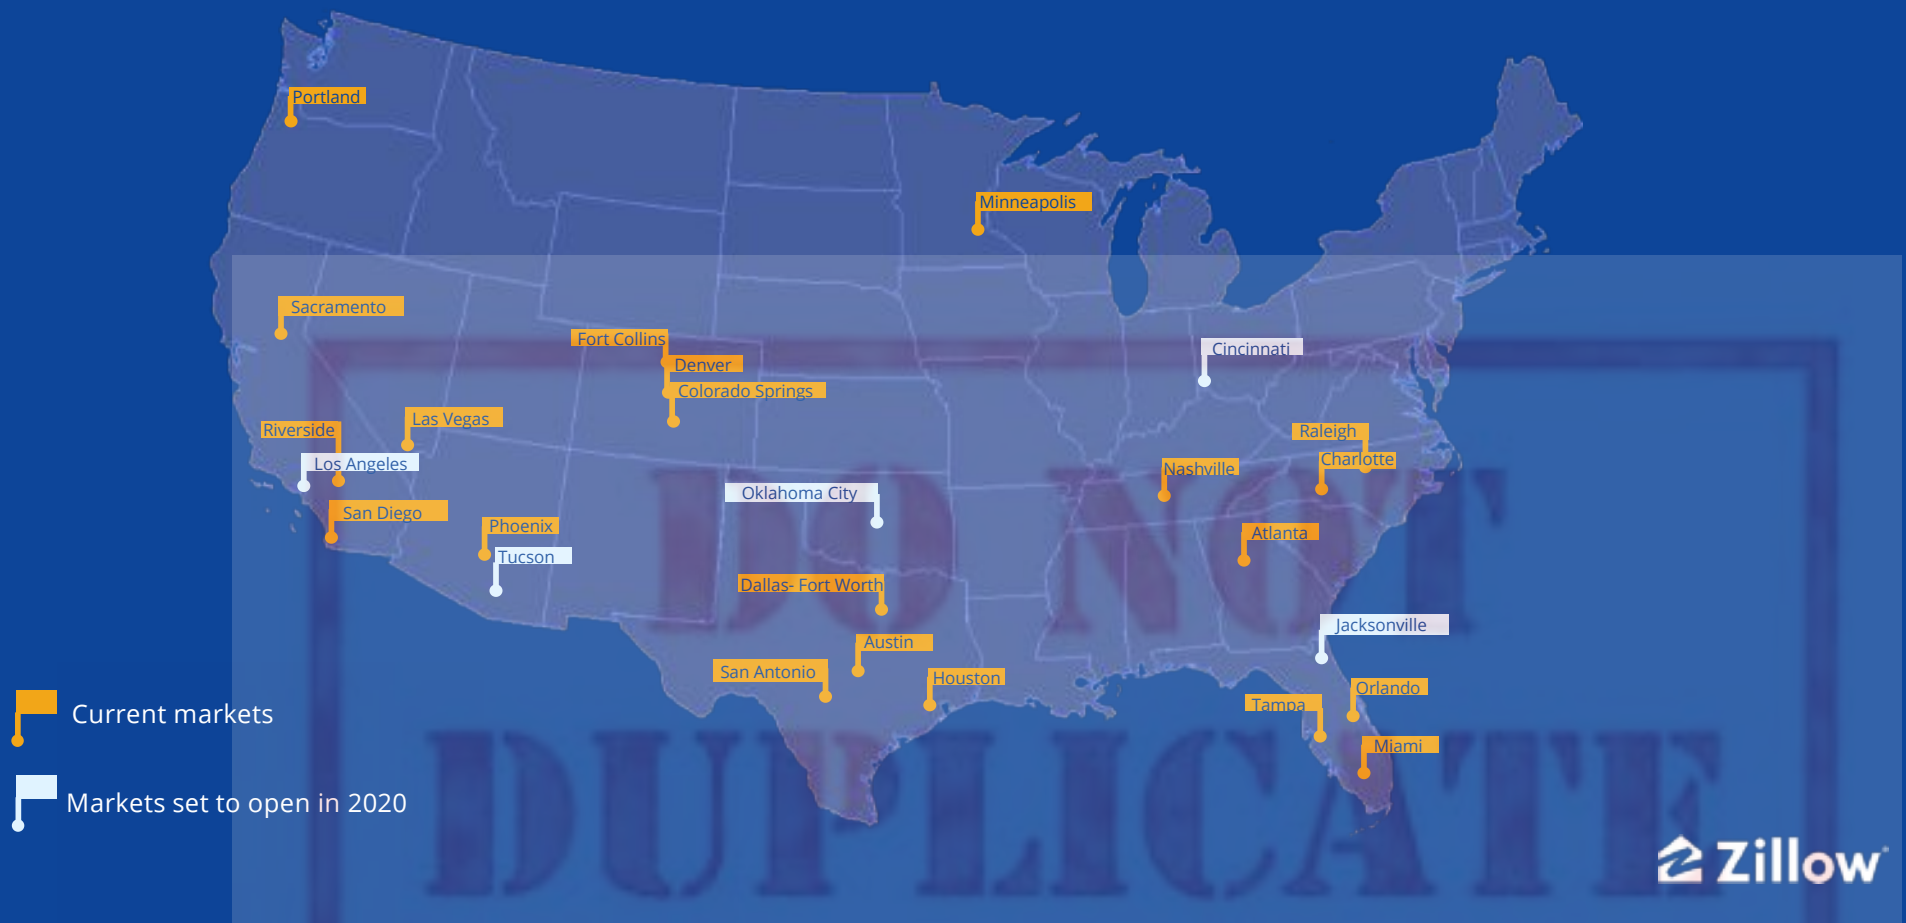 Portland
Minneapolis
Sacramento
Fort Collins
Denver
Colorado Springs
Cincinnati
Las Vegas
Riverside
Los Angeles
Raleigh
Charlotte
Nashville
Oklahoma City
San Diego
Phoenix
Tucson
Atlanta
Dallas- Fort Worth
Jacksonville
Austin
San Antonio
Houston
Orlando
Tampa
Miami
Current markets
Markets set to open in 2020
DO NOT
DUPLICATE
Zillow